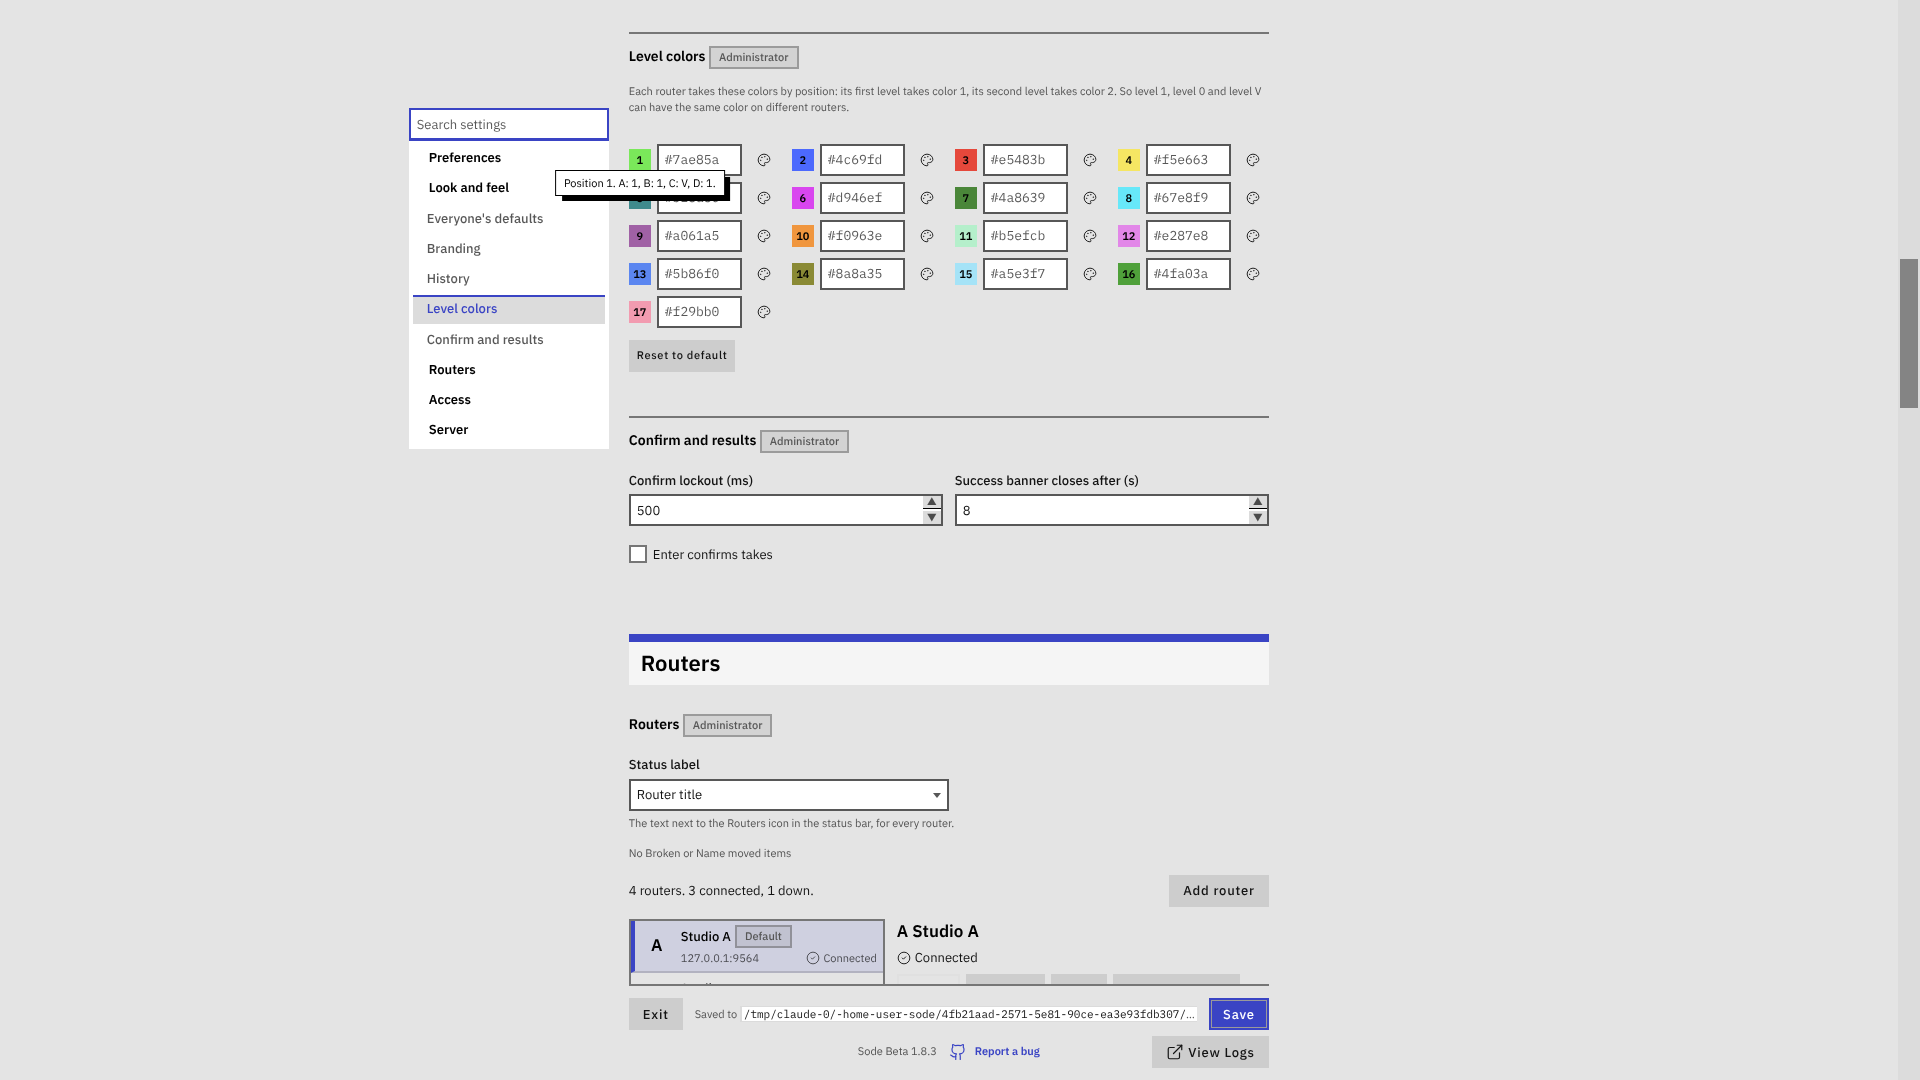 Level colors Administrator
Each router takes these colors by position: its first level takes color 1, its second level takes color 2. So level 1, level 0 and level V
can have the same color on different routers.
Search settings
Preferences
Look and feel
Everyone's defaults
Branding
History
Level colors
Confirm and results
Routers
Access
Server
1 #7ae85a 2 #4c69fd 3 #e5483b 4 #f5e663
Position 1. A: 1, B: 1, C: V, D: 1.
6 #d946ef 7 #4a8639 8 #67e8f9
9 #a061a5 10 #f0963e 11 #b5efcb 12 #e287e8
13 #5b86f0 14 #8a8a35 15 #a5e3f7 16 #4fa03a
17 #f29bb0
Reset to default
Confirm and results Administrator
Confirm lockout (ms) Success banner closes after (s)
500 8
Enter confirms takes
Routers
Routers Administrator
Status label
Router title
The text next to the Routers icon in the status bar, for every router.
No Broken or Name moved items
4 routers. 3 connected, 1 down. Add router
A Studio A Default
127.0.0.1:9564 Connected
A Studio A
Connected
Exit Saved to /tmp/claude-0/-home-user-sode/4fb21aad-2571-5e81-90ce-ea3e93fdb307/... Save
Sode Beta 1.8.3 Report a bug View Logs